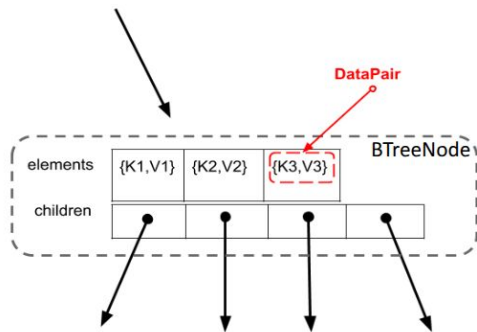 DataPair
BTreeNode
elements {K1,V1} {K2,V2} {K3,V3}
children